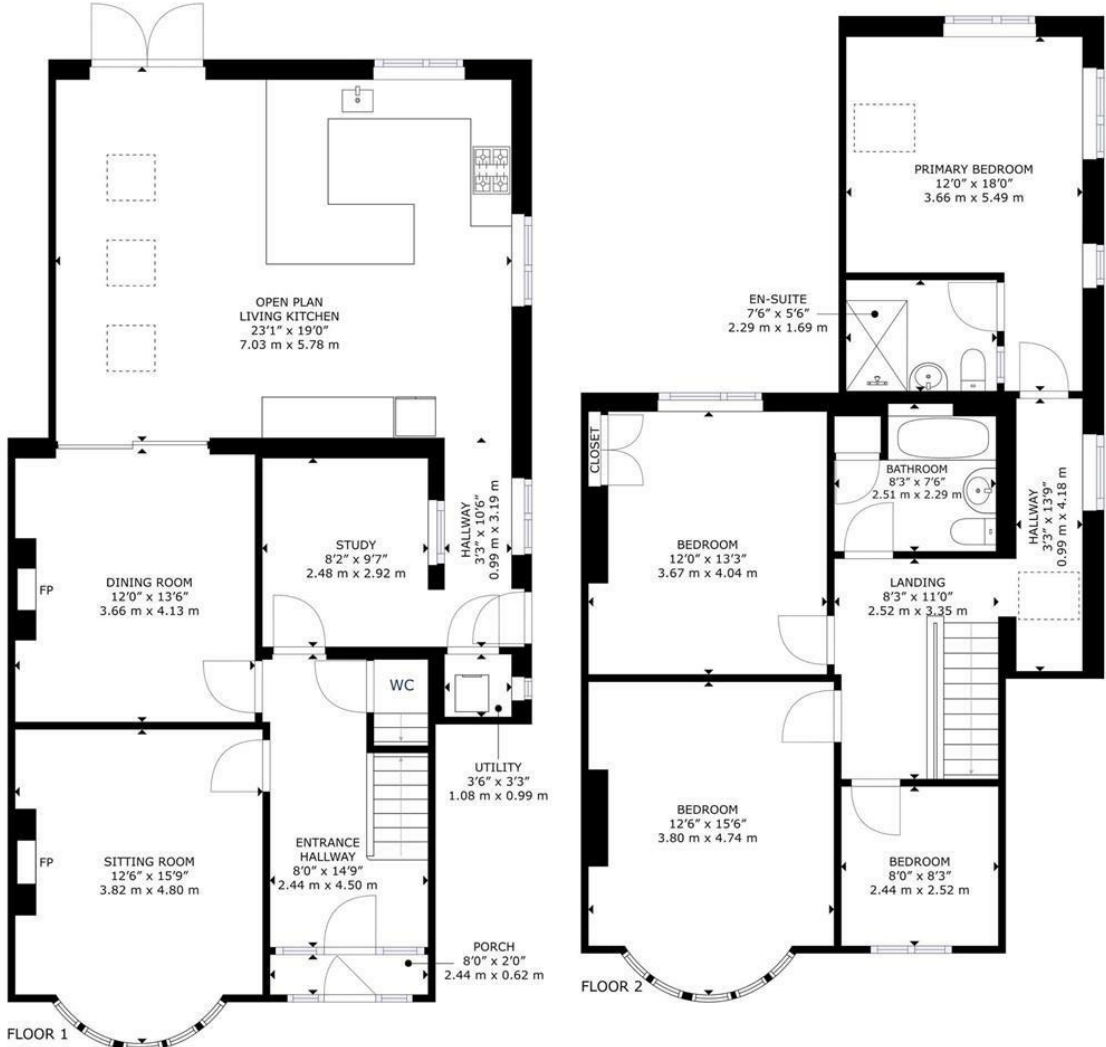 OPEN PLAN
LIVING KITCHEN
23'1" x 19'0"
7.03 m x 5.78 m
HALLWAY
3'3" x 10'6"
0.99 m x 3.19 m
STUDY
8'2" x 9'7"
2.48 m x 2.92 m
DINING ROOM
12'0" x 13'6"
3.66 m x 4.13 m
FP
WC
UTILITY
3'6" x 3'3"
1.08 m x 0.99 m
ENTRANCE
HALLWAY
8'0" x 14'9"
2.44 m x 4.50 m
SITTING ROOM
12'6" x 15'9"
3.82 m x 4.80 m
FP
PORCH
8'0" x 2'0"
2.44 m x 0.62 m
FLOOR 1
PRIMARY BEDROOM
12'0" x 18'0"
3.66 m x 5.49 m
EN-SUITE
7'6" x 5'6"
2.29 m x 1.69 m
CLOSET
BATHROOM
8'3" x 7'6"
2.51 m x 2.29 m
HALLWAY
3'3" x 13'9"
0.99 m x 4.18 m
BEDROOM
12'0" x 13'3"
3.67 m x 4.04 m
LANDING
8'3" x 11'0"
2.52 m x 3.35 m
BEDROOM
12'6" x 15'6"
3.80 m x 4.74 m
BEDROOM
8'0" x 8'3"
2.44 m x 2.52 m
FLOOR 2